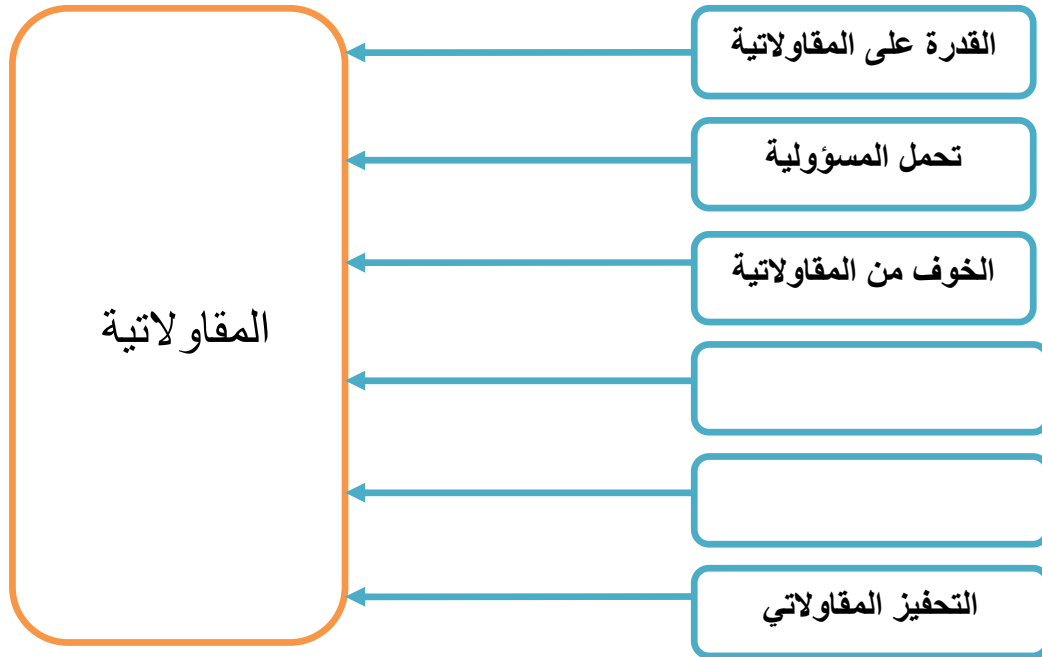 القدرة على المقاولاتية
تحمل المسؤولية
الخوف من المقاولاتية
المقاولاتية
التحفيز المقاولاتي